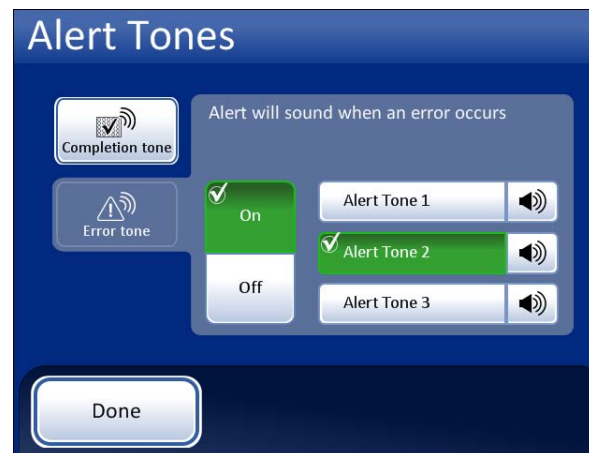 Alert Tones
Completion tone
Error tone
Alert will sound when an error occurs
On
Off
Alert Tone 1
Alert Tone 2
Alert Tone 3
Done